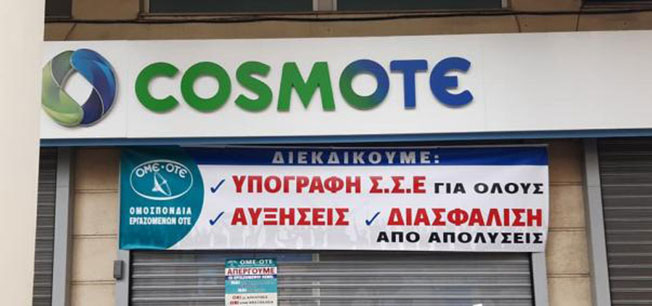 COSMOTE
ΔΙΕΚΔΙΚΟΥΜΕ:
ΟΜΕ-ΟΤΕ
ΟΜΟΣΠΟΝΔΙΑ
ΕΡΓΑΖΟΜΕΝΩΝ ΟΤΕ
✓ ΥΠΟΓΡΑΦΗ Σ.Σ.Ε ΓΙΑ ΟΛΟΥΣ
✓ ΑΥΞΗΣΕΙΣ ✓ ΔΙΑΣΦΑΛΙΣΗ
ΑΠΟ ΑΠΟΛΥΣΕΙΣ
ΟΜΕ-ΟΤΕ
ΑΠΕΡΓΟΥΜΕ